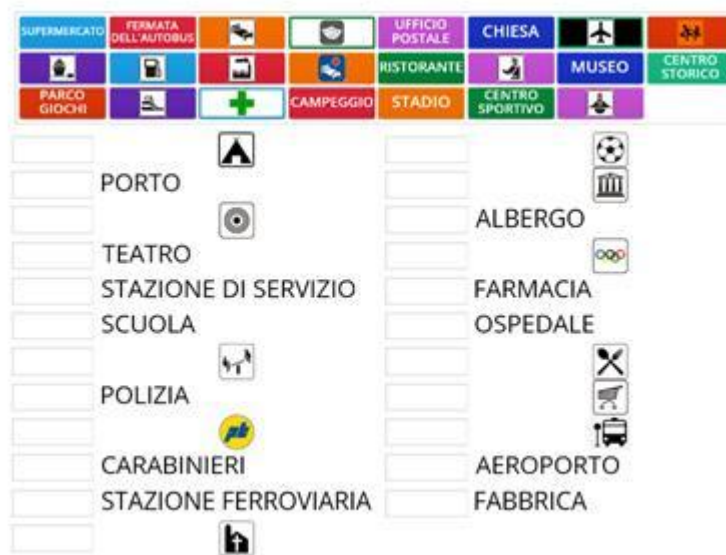 SUPERMERCATO
FERMATA
DELL'AUTOBUS
UFFICIO
POSTALE
CHIESA
RISTORANTE
MUSEO
CENTRO
STORICO
PARCO
GIOCHI
CAMPEGGIO
STADIO
CENTRO
SPORTIVO
PORTO
ALBERGO
TEATRO
STAZIONE DI SERVIZIO
FARMACIA
SCUOLA
OSPEDALE
POLIZIA
pt
CARABINIERI
AEROPORTO
STAZIONE FERROVIARIA
FABBRICA